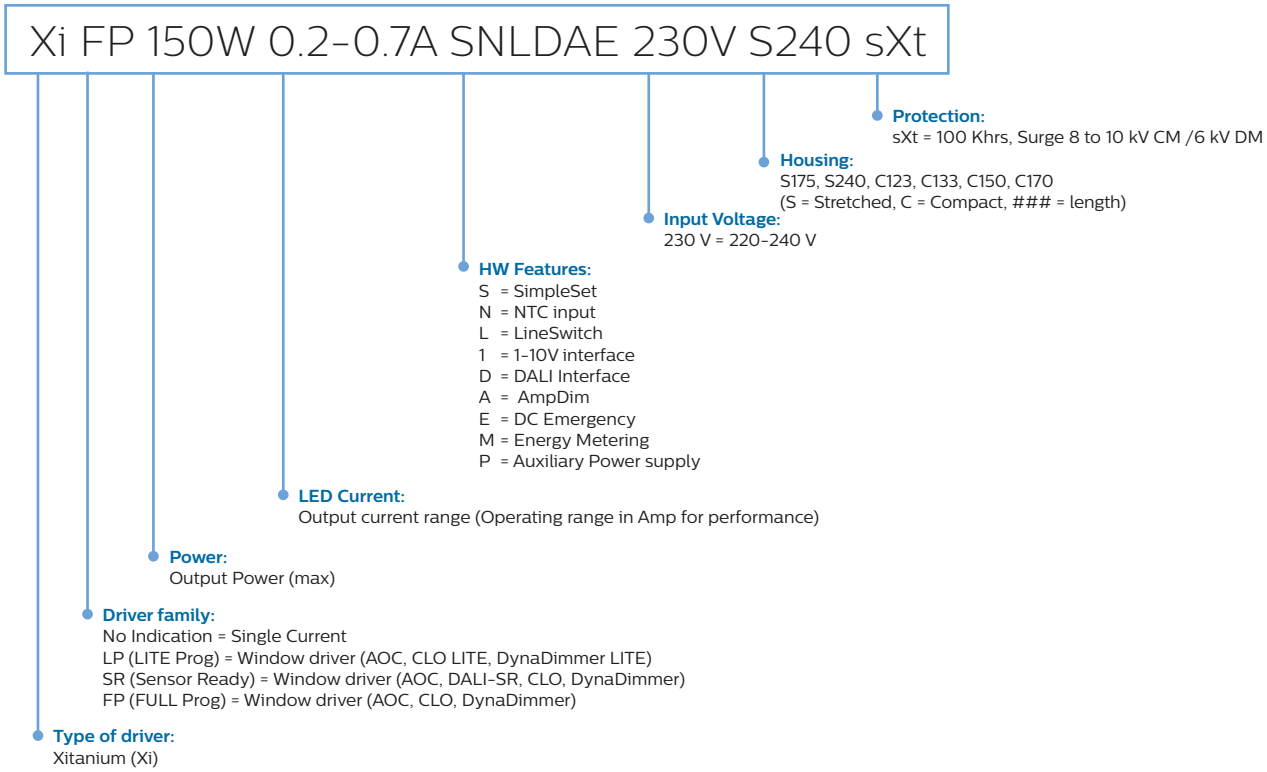 Xi FP 150W 0.2-0.7A SNLDAE 230V S240 sXt
Protection:
sXt = 100 Khrs, Surge 8 to 10 kV CM /6 kV DM
Housing:
S175, S240, C123, C133, C150, C170
(S = Stretched, C = Compact, ### = length)
Input Voltage:
230 V = 220-240 V
HW Features:
S = SimpleSet
N = NTC input
L = LineSwitch
1 = 1-10V interface
D = DALI Interface
A = AmpDim
E = DC Emergency
M = Energy Metering
P = Auxiliary Power supply
LED Current:
Output current range (Operating range in Amp for performance)
Power:
Output Power (max)
Driver family:
No Indication = Single Current
LP (LITE Prog) = Window driver (AOC, CLO LITE, DynaDimmer LITE)
SR (Sensor Ready) = Window driver (AOC, DALI-SR, CLO, DynaDimmer)
FP (FULL Prog) = Window driver (AOC, CLO, DynaDimmer)
Type of driver:
Xitanium (Xi)